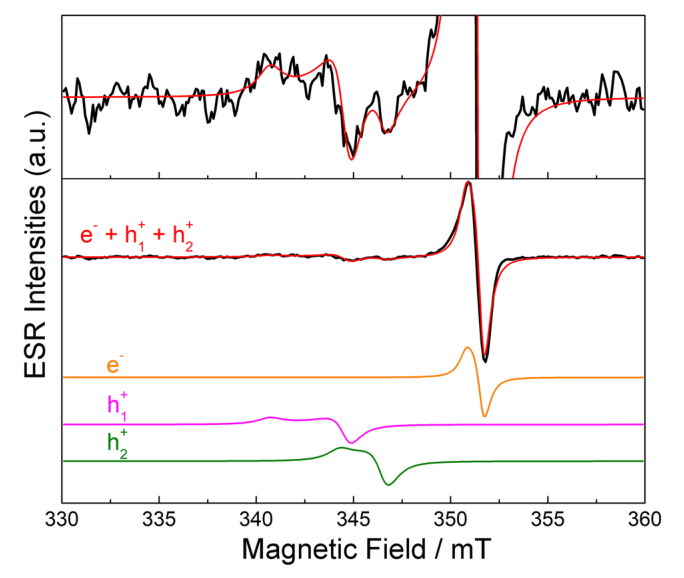 ESR Intensities (a.u.)
e⁻ + h₁⁺ + h₂⁺
e⁻
h₁⁺
h₂⁺
330 335 340 345 350 355 360
Magnetic Field / mT